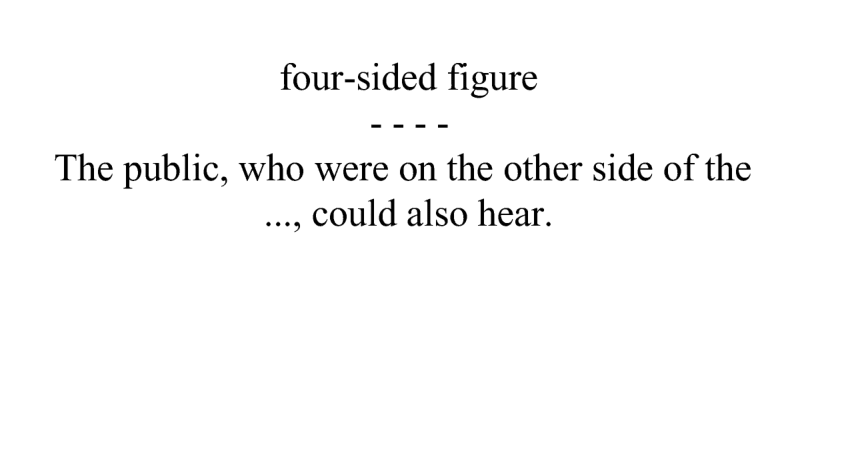 four-sided figure
- - - -
The public, who were on the other side of the
..., could also hear.